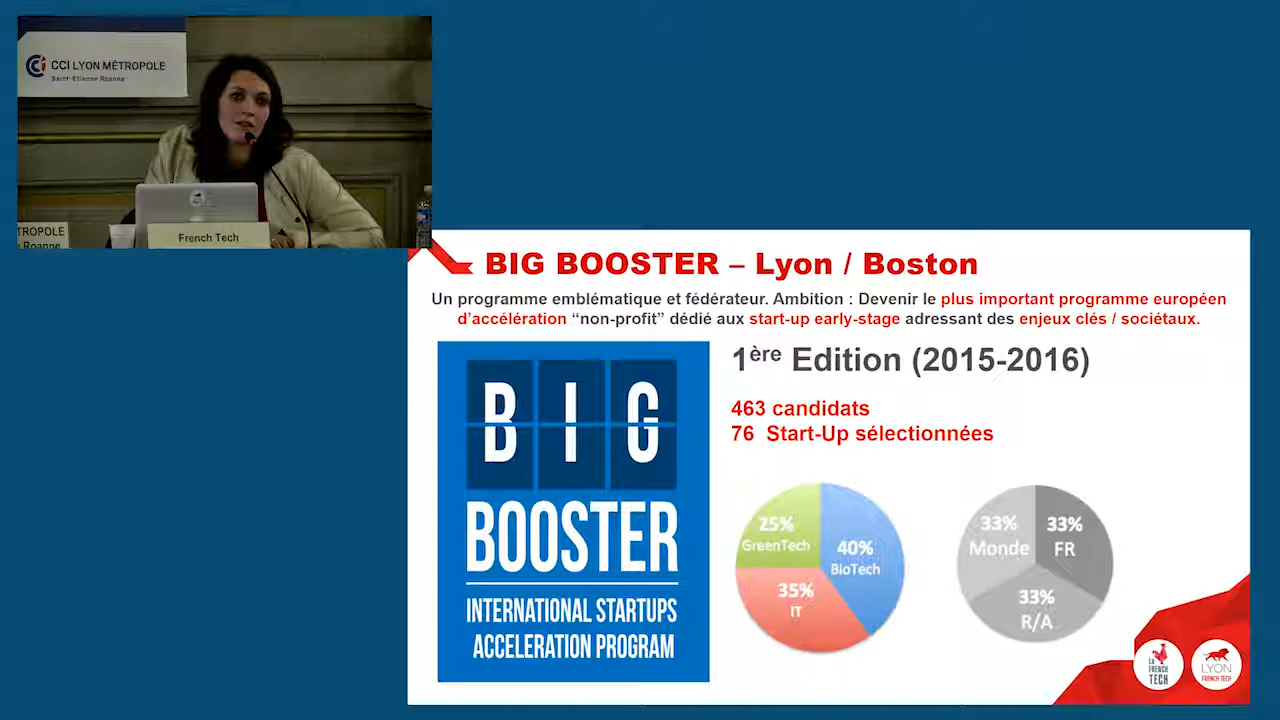 CCI LYON MÉTROPOLE
Saint-Etienne Roanne
TROPOLE
Roanne
French Tech
BIG BOOSTER – Lyon / Boston
Un programme emblématique et fédérateur. Ambition : Devenir le plus important programme européen
d’accélération “non-profit” dédié aux start-up early-stage adressant des enjeux clés / sociétaux.
BIG
BOOSTER
INTERNATIONAL STARTUPS
ACCELERATION PROGRAM
1ère Edition (2015-2016)
463 candidats
76 Start-Up sélectionnées
25%
GreenTech
40%
BioTech
35%
IT
33%
Monde
33%
FR
33%
R/A
LA
FRENCH
TECH
LYON
FRENCH TECH